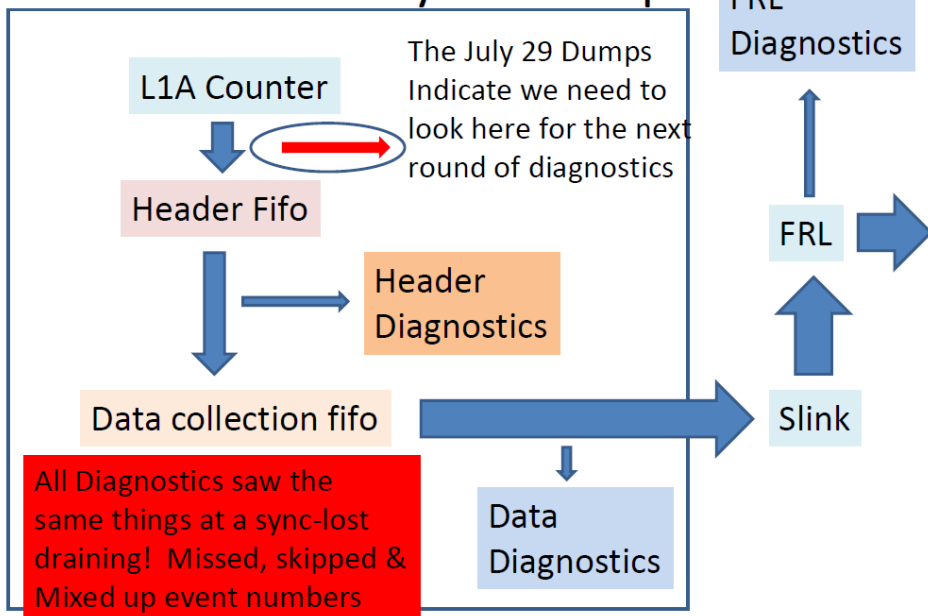 FRL
Diagnostics
The July 29 Dumps
Indicate we need to
look here for the next
round of diagnostics
L1A Counter
Header Fifo
FRL
Header
Diagnostics
Data collection fifo
Slink
All Diagnostics saw the
same things at a sync-lost
draining! Missed, skipped &
Mixed up event numbers
Data
Diagnostics